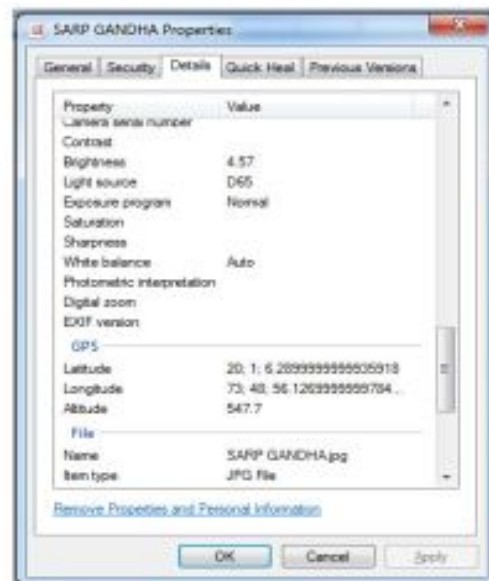 SARP GANDHA Properties
General Security Details Quick Heal Previous Versions
Property Value
Camera serial number
Contrast
Brightness 4.57
Light source D65
Exposure program Normal
Saturation
Sharpness
White balance Auto
Photometric interpretation
Digital zoom
EXIF version
GPS
Latitude 20; 1; 6.2899999999935918
Longitude 73; 48; 56.1269999999784...
Altitude 547.7
File
Name SARP GANDHA.jpg
Item type JPG File
Remove Properties and Personal Information
OK Cancel Apply